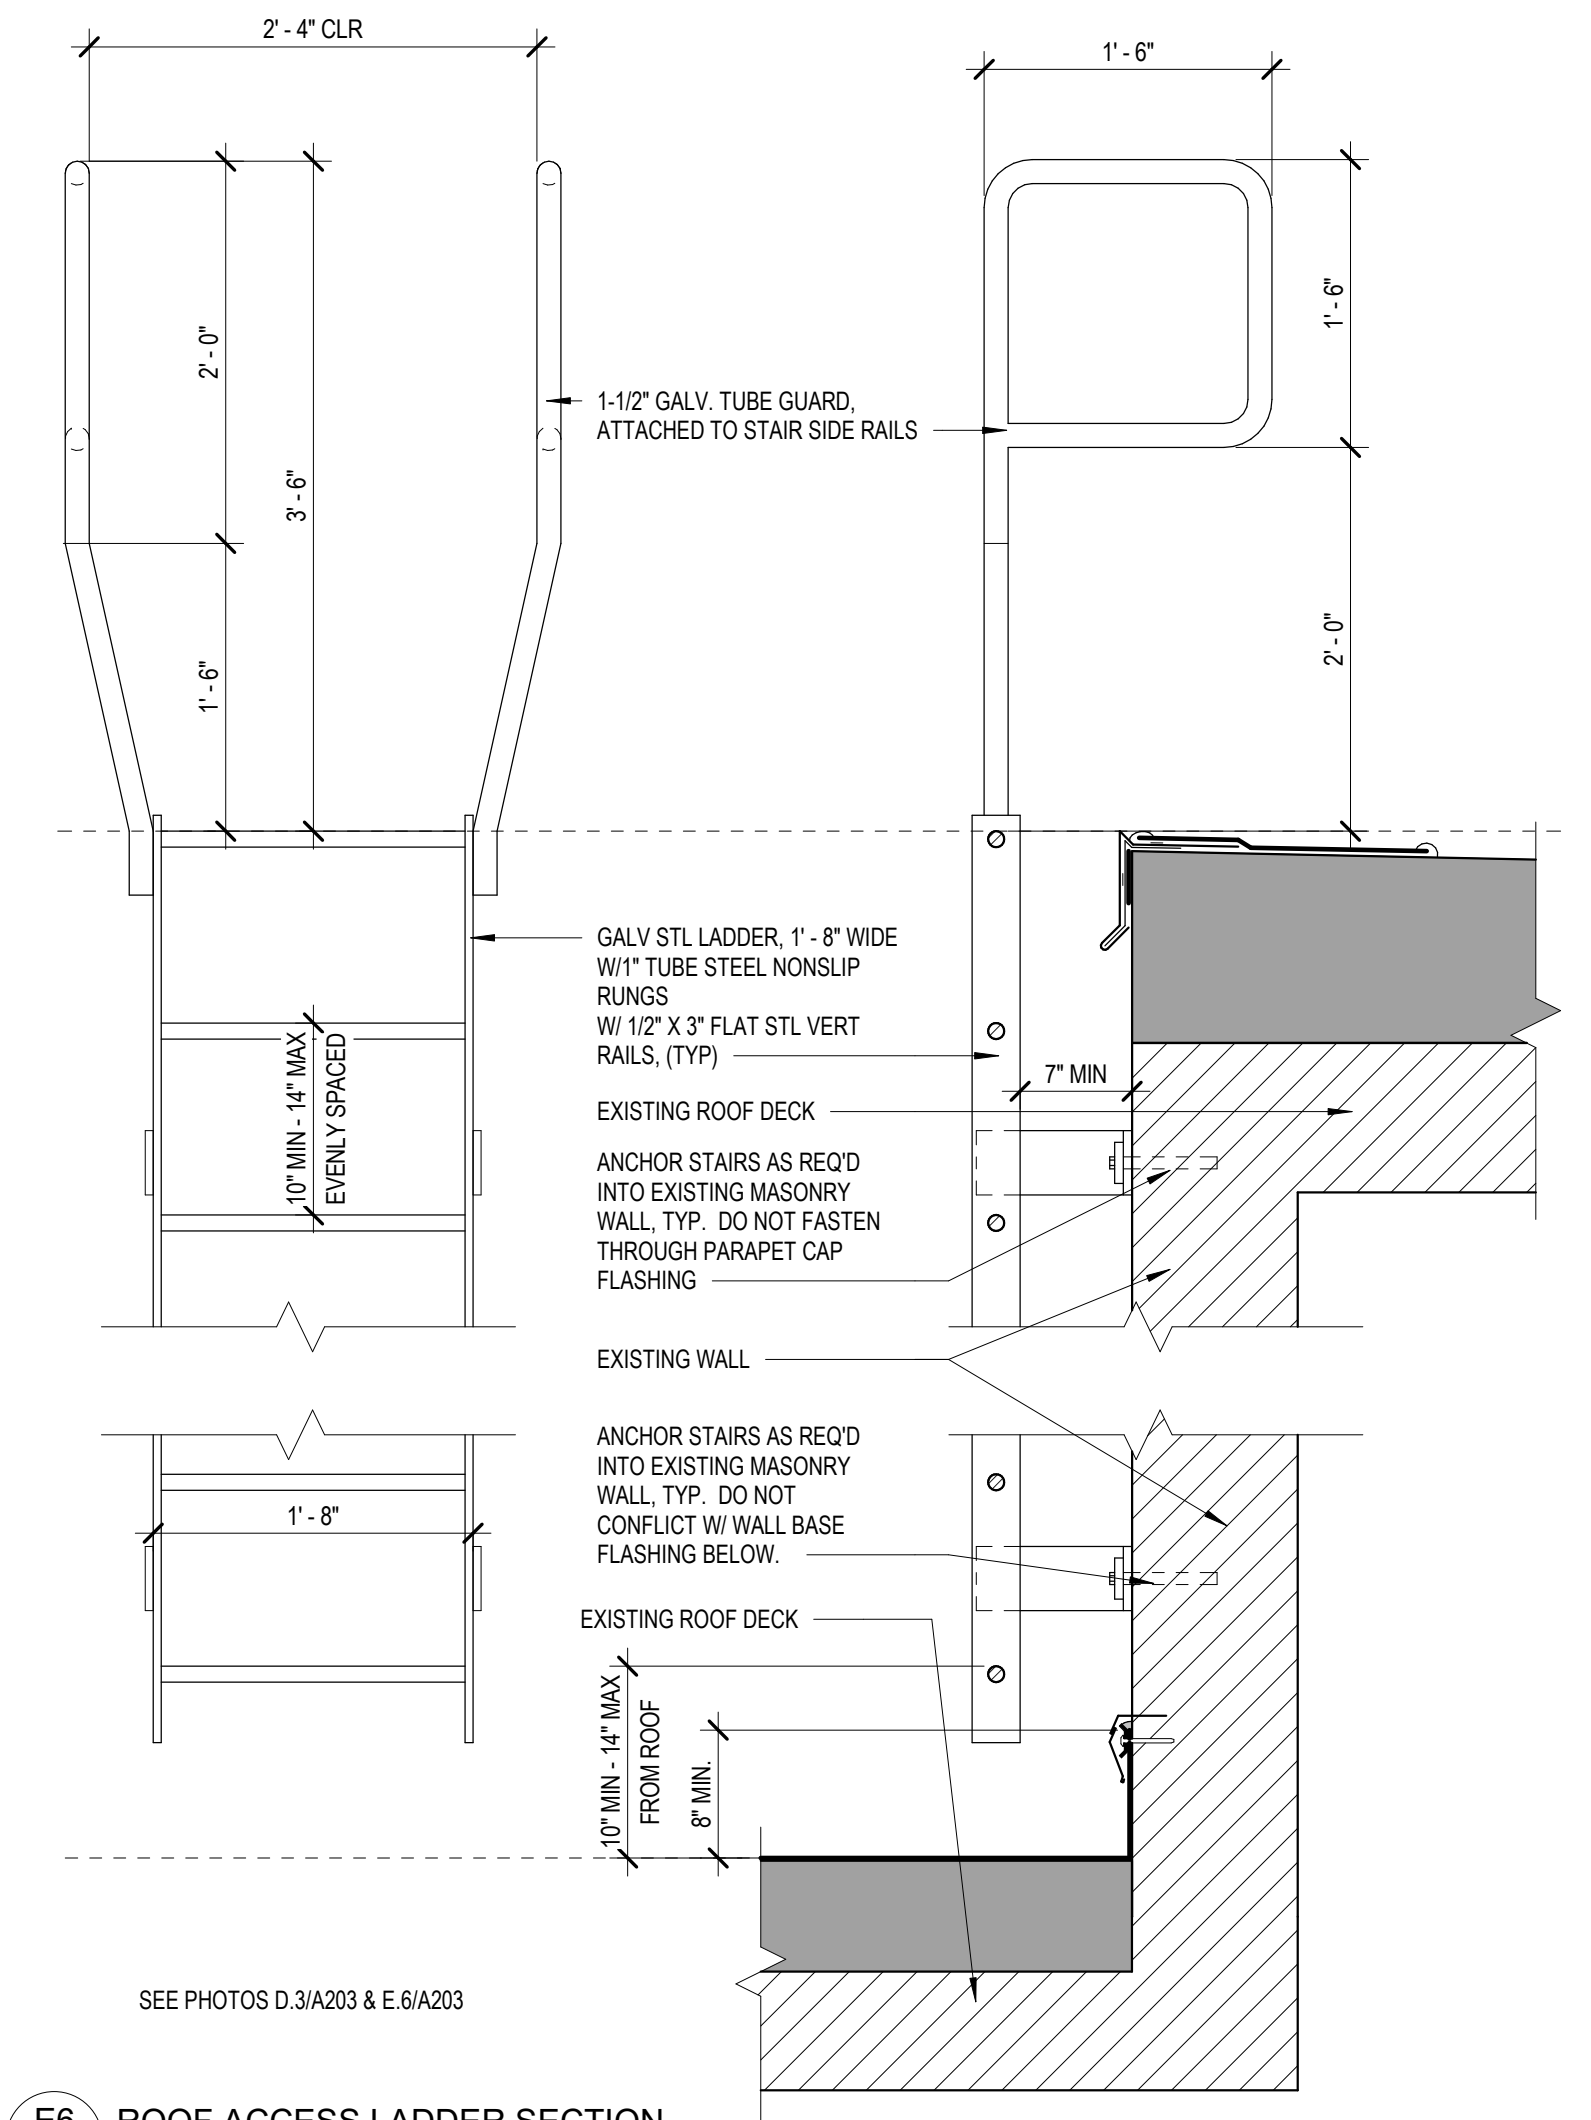 2' - 4" CLR
1' - 6"
2' - 0"
3' - 6"
1' - 6"
1' - 6"
2' - 0"
1-1/2" GALV. TUBE GUARD,
ATTACHED TO STAIR SIDE RAILS
GALV STL LADDER, 1' - 8" WIDE
W/1" TUBE STEEL NONSLIP
RUNGS
W/ 1/2" X 3" FLAT STL VERT
RAILS, (TYP)
10" MIN - 14" MAX
EVENLY SPACED
7" MIN
EXISTING ROOF DECK
ANCHOR STAIRS AS REQ'D
INTO EXISTING MASONRY
WALL, TYP. DO NOT FASTEN
THROUGH PARAPET CAP
FLASHING
EXISTING WALL
ANCHOR STAIRS AS REQ'D
INTO EXISTING MASONRY
WALL, TYP. DO NOT
CONFLICT W/ WALL BASE
FLASHING BELOW.
1' - 8"
EXISTING ROOF DECK
10" MIN - 14" MAX
FROM ROOF
8" MIN.
SEE PHOTOS D.3/A203 & E.6/A203
E6
ROOF ACCESS LADDER SECTION